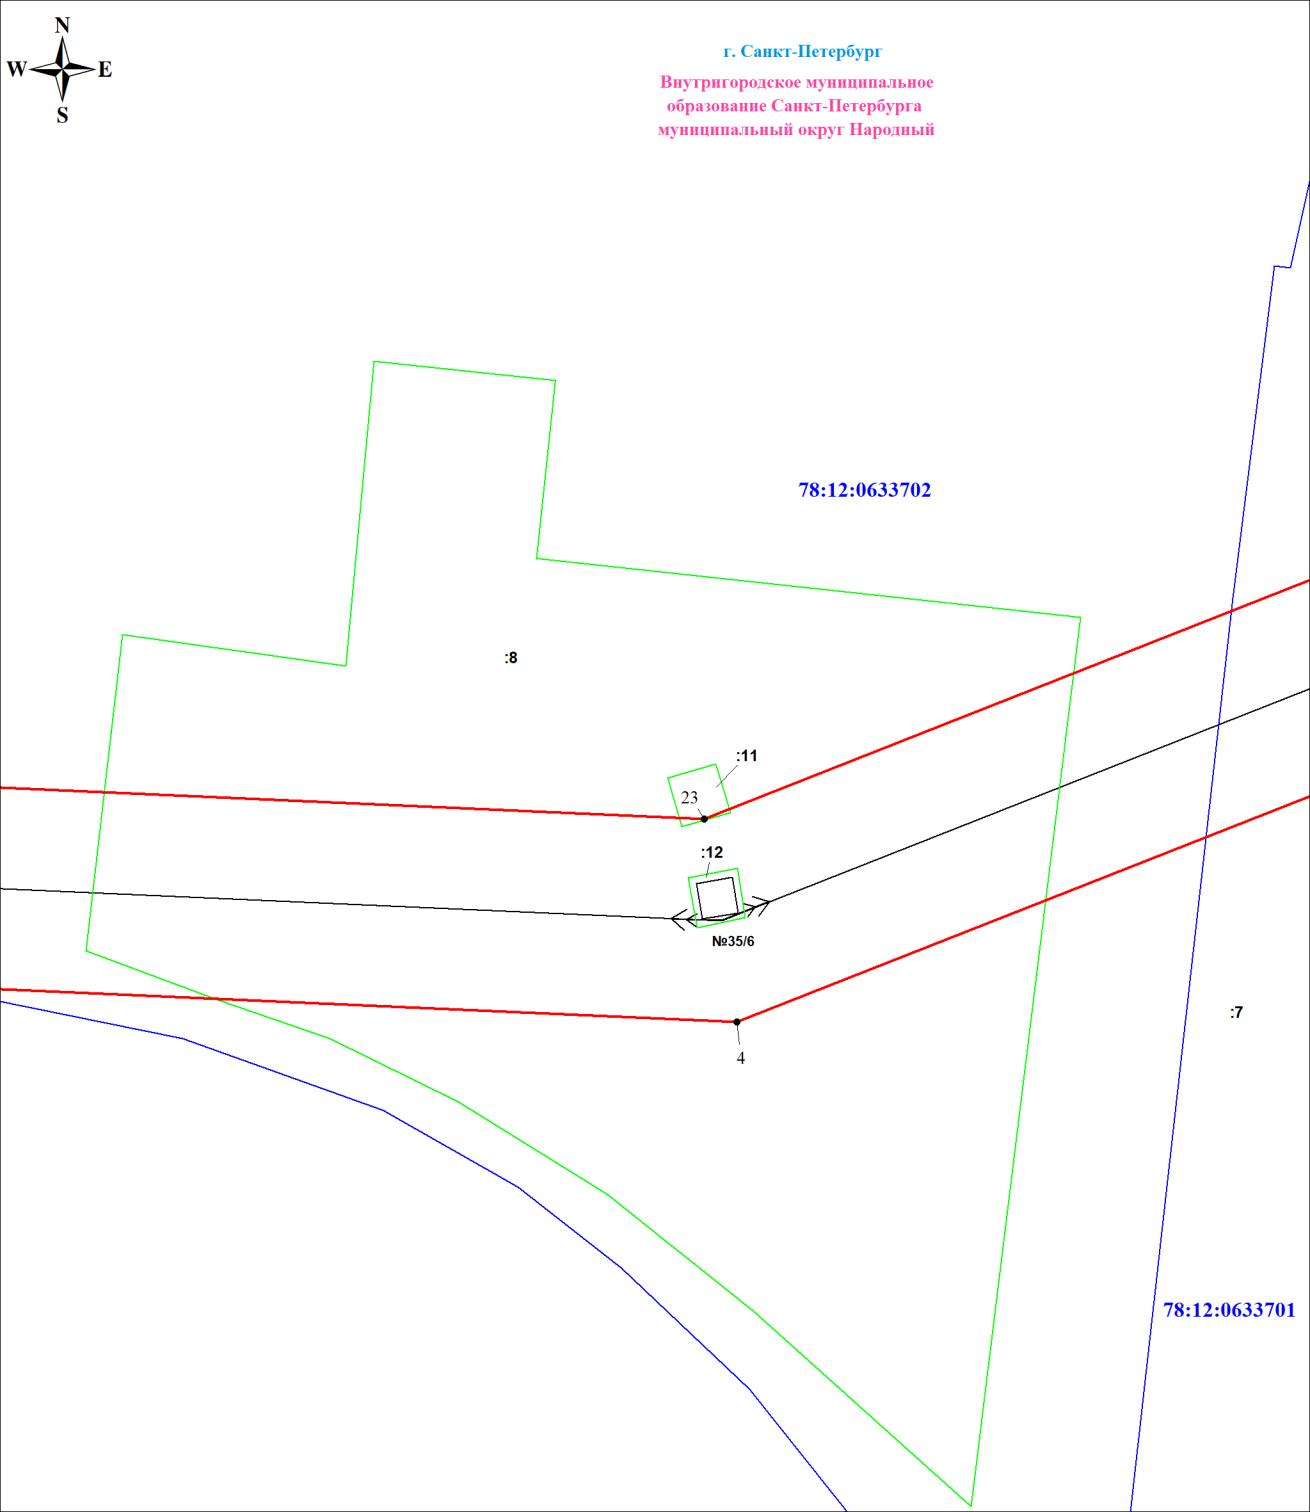 N
W E
S
г. Санкт-Петербург
Внутригородское муниципальное
образование Санкт-Петербурга
муниципальный округ Народный
78:12:0633702
:8
:11
23
:12
№35/6
:7
4
78:12:0633701